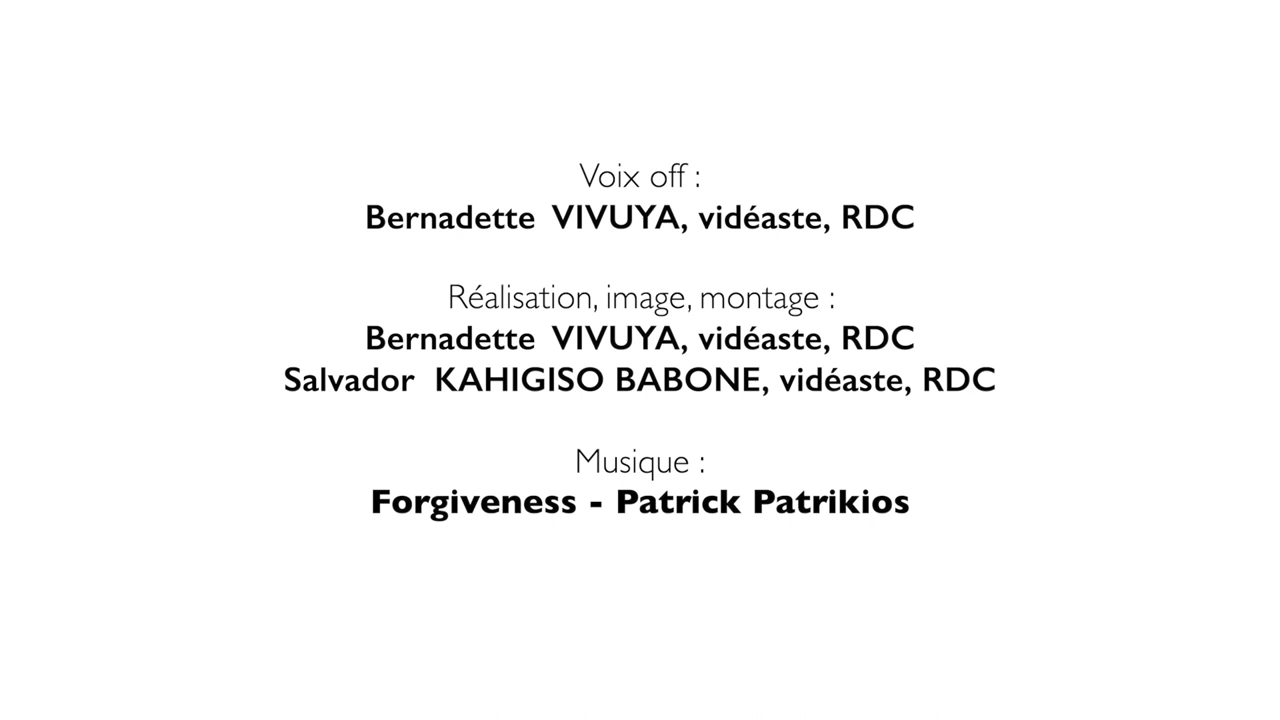 Voix off :
Bernadette VIVUYA, vidéaste, RDC
Réalisation, image, montage :
Bernadette VIVUYA, vidéaste, RDC
Salvador KAHIGISO BABONE, vidéaste, RDC
Musique :
Forgiveness - Patrick Patrikios